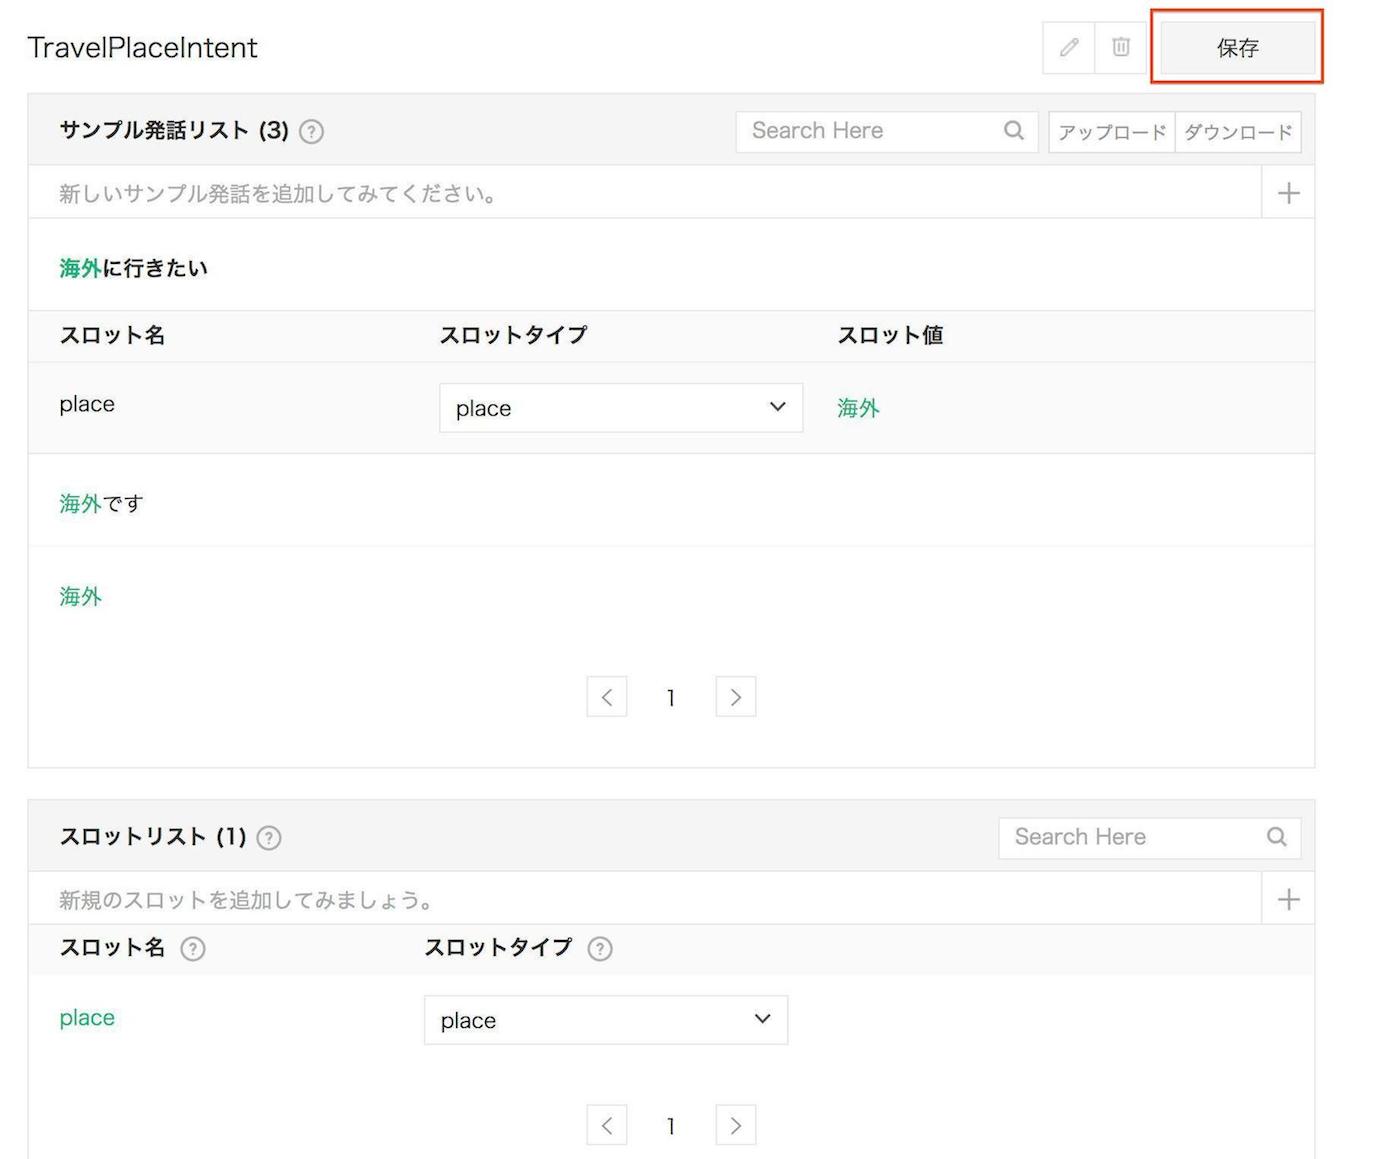 TravelPlaceIntent
保存
サンプル発話リスト (3) ?
Search Here
アップロード
ダウンロード
新しいサンプル発話を追加してみてください。
海外に行きたい
スロット名 スロットタイプ スロット値
place place 海外
海外です
海外
1
スロットリスト (1) ?
Search Here
新規のスロットを追加してみましょう。
スロット名 ? スロットタイプ ?
place place
1